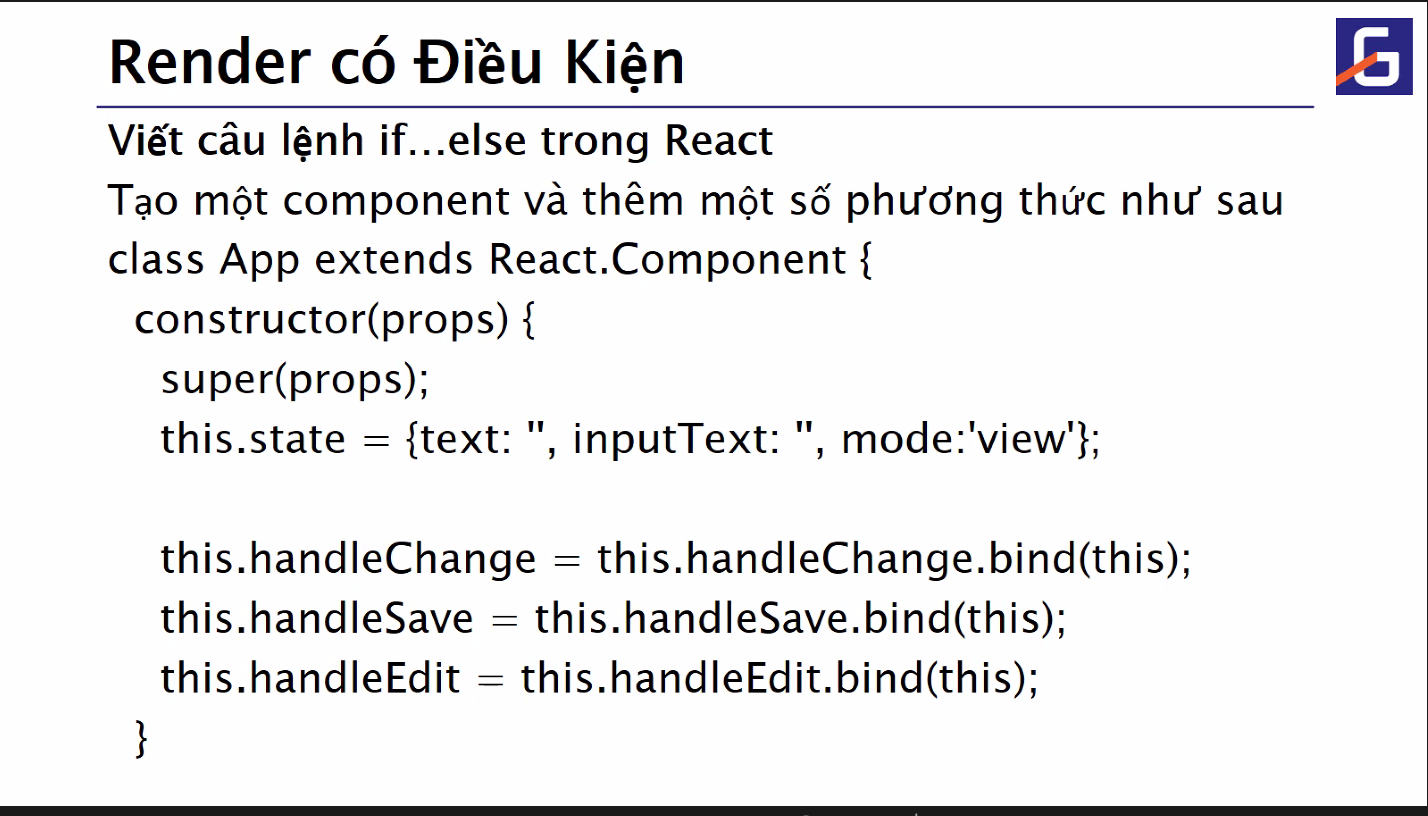 Render có Điều Kiện
G
Viết câu lệnh if...else trong React
Tạo một component và thêm một số phương thức như sau
class App extends React.Component {
constructor(props) {
super(props);
this.state = {text: '', inputText: '', mode:'view'};
this.handleChange = this.handleChange.bind(this);
this.handleSave = this.handleSave.bind(this);
this.handleEdit = this.handleEdit.bind(this);
}